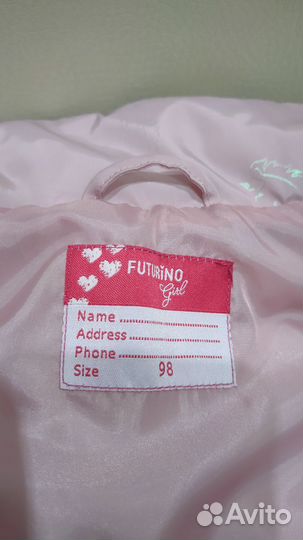 FUTURiNO
Girl
Name
Address
Phone
Size 98
Avito